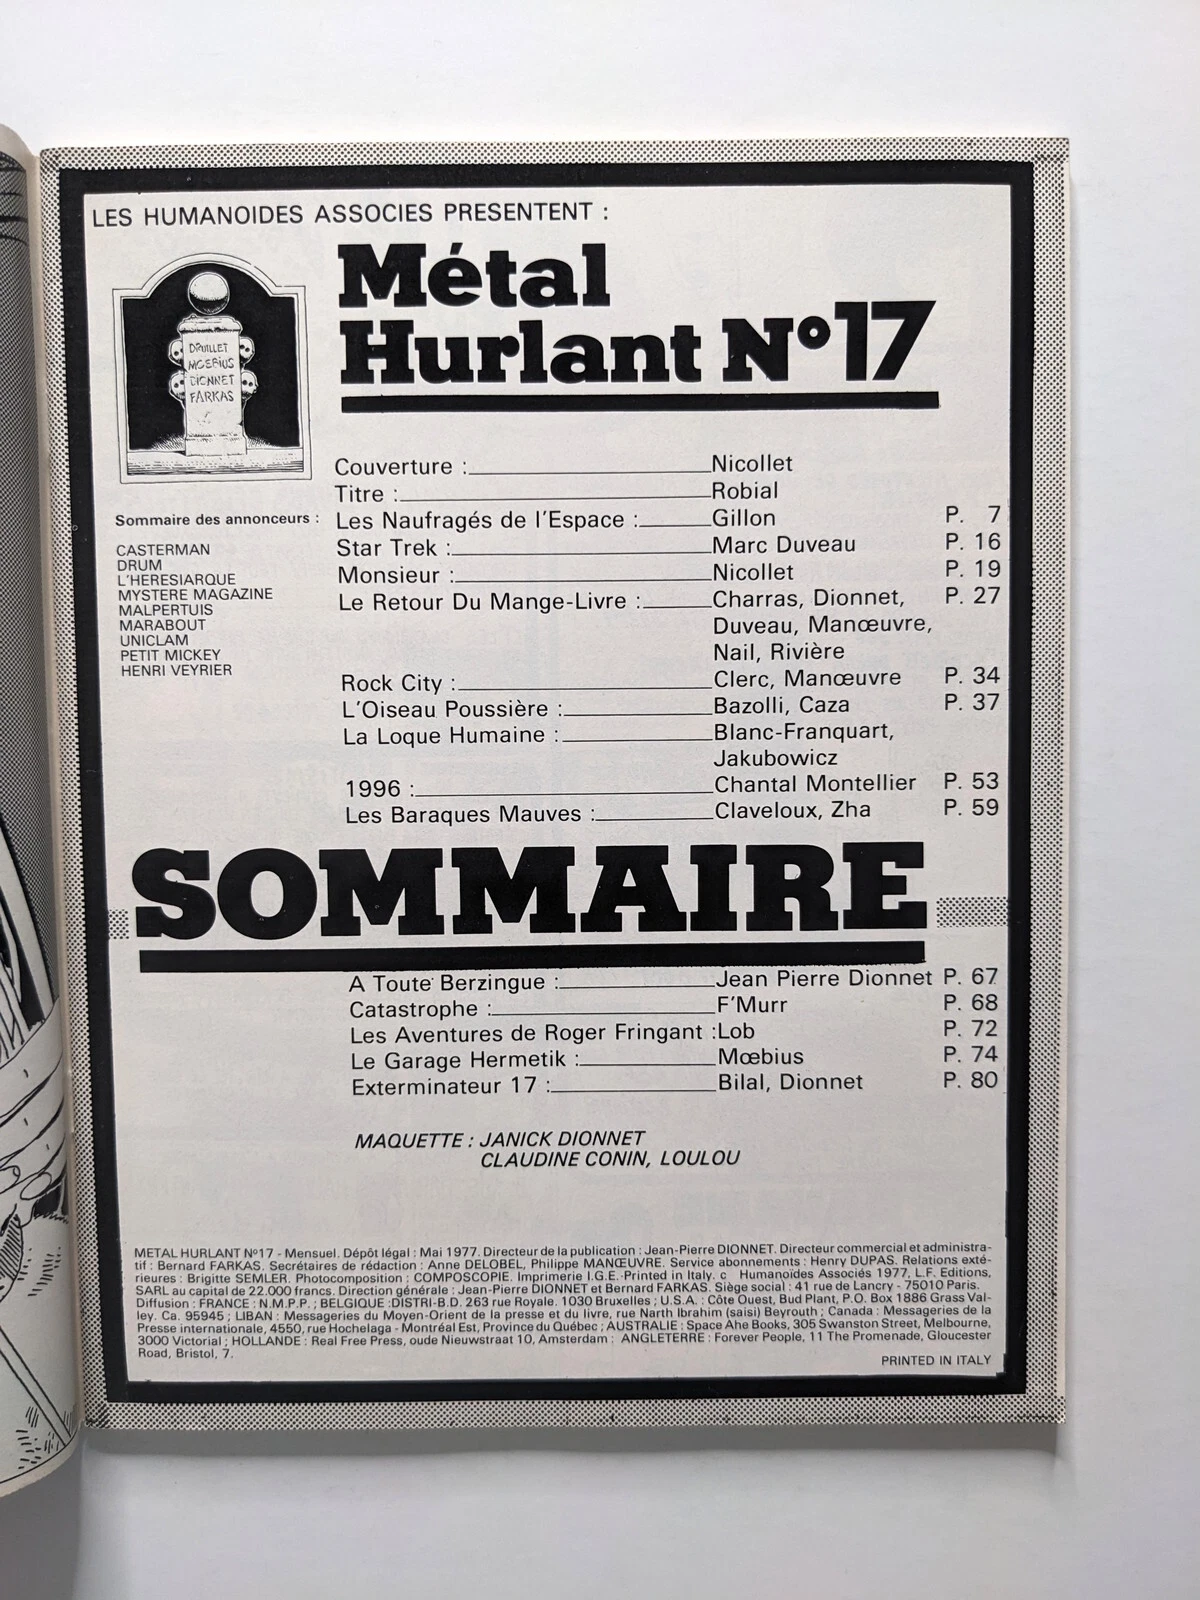 LES HUMANOIDES ASSOCIES PRESENTENT :
Métal
Hurlant Nº17
DRUILLET
MOEBIUS
DIONNET
FARKAS
Couverture : Nicollet
Titre : Robial
Les Naufragés de l'Espace : Gillon P. 7
Star Trek : Marc Duveau P. 16
Monsieur : Nicollet P. 19
Le Retour Du Mange-Livre : Charras, Dionnet, P. 27
Duveau, Manœuvre,
Nail, Rivière
Rock City : Clerc, Manœuvre P. 34
L'Oiseau Poussière : Bazolli, Caza P. 37
La Loque Humaine : Blanc-Franquart,
Jakubowicz
1996 : Chantal Montellier P. 53
Les Baraques Mauves : Claveloux, Zha P. 59
Sommaire des annonceurs :
CASTERMAN
DRUM
L'HERESIARQUE
MYSTERE MAGAZINE
MALPERTUIS
MARABOUT
UNICLAM
PETIT MICKEY
HENRI VEYRIER
SOMMAIRE
A Toute Berzingue : Jean Pierre Dionnet P. 67
Catastrophe : F'Murr P. 68
Les Aventures de Roger Fringant : Lob P. 72
Le Garage Hermetik : Mœbius P. 74
Exterminateur 17 : Bilal, Dionnet P. 80
MAQUETTE : JANICK DIONNET
CLAUDINE CONIN, LOULOU
METAL HURLANT Nº17 - Mensuel. Dépôt légal : Mai 1977. Directeur de la publication : Jean-Pierre DIONNET. Directeur commercial et administra-
tif : Bernard FARKAS. Secrétaires de rédaction : Anne DELOBEL, Philippe MANŒUVRE. Service abonnements : Henry DUPAS. Relations exté-
rieures : Brigitte SEMLER. Photocomposition : COMPOSCOPIE. Imprimerie I.G.E. Printed in Italy. c Humanoïdes Associés 1977, L.F. Editions,
SARL au capital de 22.000 francs. Direction générale : Jean-Pierre DIONNET et Bernard FARKAS. Siège social : 41 rue de Lancry - 75010 Paris.
Diffusion : FRANCE : N.M.P.P. ; BELGIQUE :DISTRI-B.D. 263 rue Royale. 1030 Bruxelles ; U.S.A. : Côte Ouest, Bud Plant, P.O. Box 1886 Grass Val-
ley. Ca. 95945 ; LIBAN : Messageries du Moyen-Orient de la presse et du livre, rue Narth Ibrahim (saisi) Beyrouth ; Canada : Messageries de la
Presse internationale, 4550, rue Hochelaga - Montréal Est, Province du Québec ; AUSTRALIE : Space Ahe Books, 305 Swanston Street, Melbourne,
3000 Victorial ; HOLLANDE : Real Free Press, oude Nieuwstraat 10, Amsterdam : ANGLETERRE : Forever People, 11 The Promenade, Gloucester
Road, Bristol, 7.
PRINTED IN ITALY